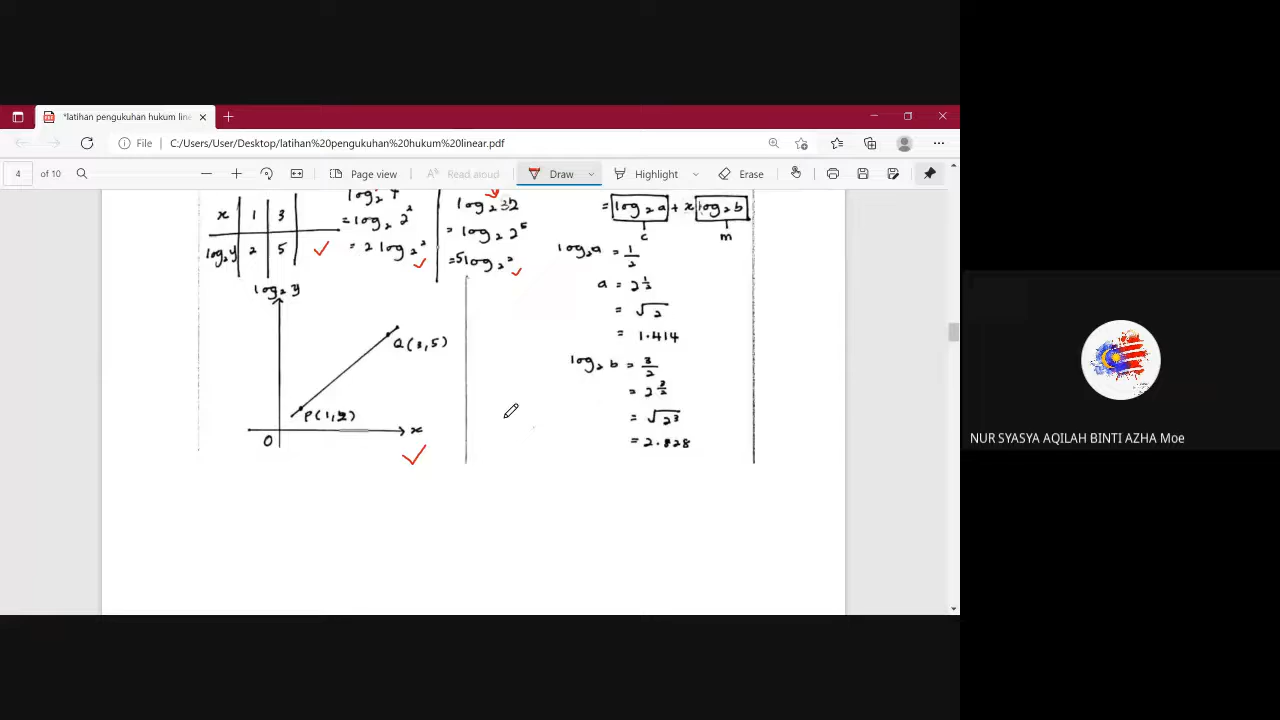 *latihan pengukuhan hukum line
File C:/Users/User/Desktop/latihan%20pengukuhan%20hukum%20linear.pdf
4 of 10
Page view
Read aloud
Draw
Highlight
Erase
x 1 3
log₂y 2 5
= log₂ 2²
= 2 log₂ 2
log₂ 32
= log₂ 2⁵
= 5log₂ 2
log₂ y
Q(3,5)
P(1,2)
O
x
= log₂ a + x log₂ b
c
m
log₂a = 1/2
a = 2^1/2
= √2
= 1.414
log₂ b = 3/2
= 2^3/2
= √2³
= 2.828
NUR SYASYA AQILAH BINTI AZHA Moe